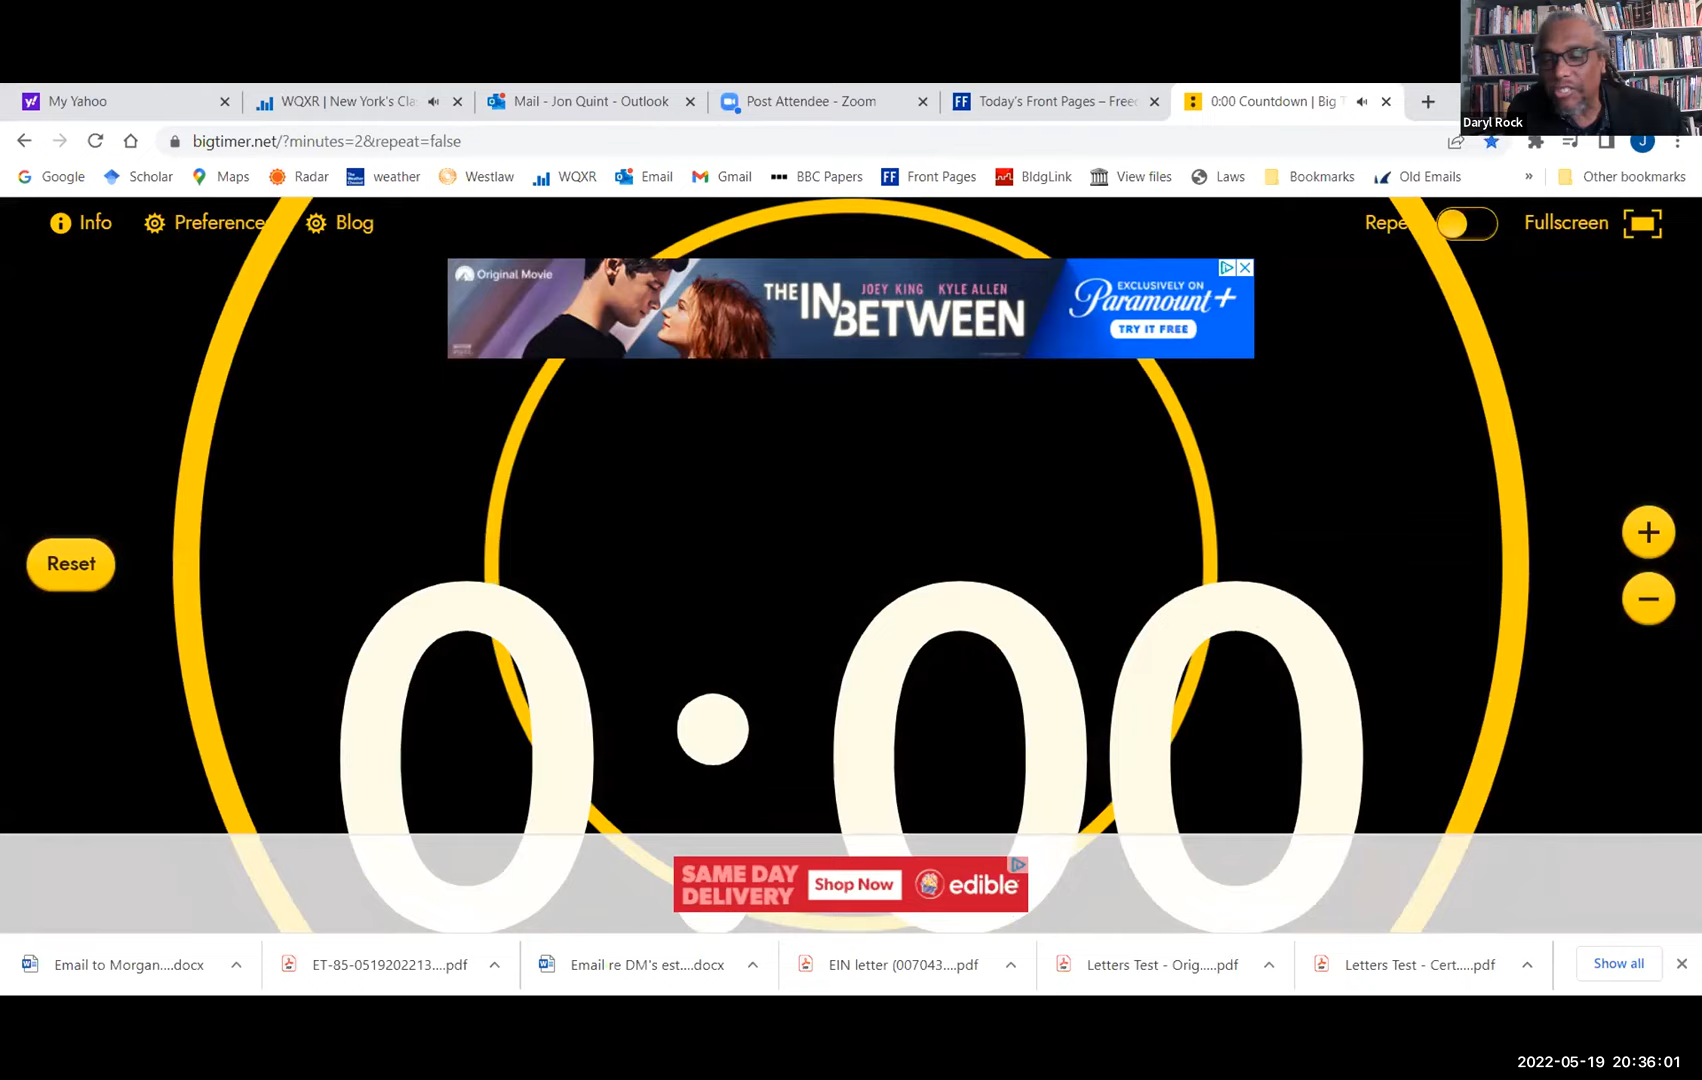 Daryl Rock
My Yahoo
WQXR | New York's Cla
Mail - Jon Quint - Outlook
Post Attendee - Zoom
Today's Front Pages – Free
0:00 Countdown | Big T
bigtimer.net/?minutes=2&repeat=false
J
Google
Scholar
Maps
Radar
weather
Westlaw
WQXR
Email
Gmail
BBC Papers
FF Front Pages
BldgLink
View files
Laws
Bookmarks
Old Emails
»
Other bookmarks
Info
Preference
Blog
Repe
Fullscreen
Original Movie
THE IN BETWEEN
JOEY KING KYLE ALLEN
EXCLUSIVELY ON
Paramount+
TRY IT FREE
Reset
+
−
0:00
SAME DAY
DELIVERY
Shop Now
edible
Email to Morgan....docx
ET-85-0519202213....pdf
Email re DM's est....docx
EIN letter (007043....pdf
Letters Test - Orig.....pdf
Letters Test - Cert.....pdf
Show all
2022-05-19 20:36:01